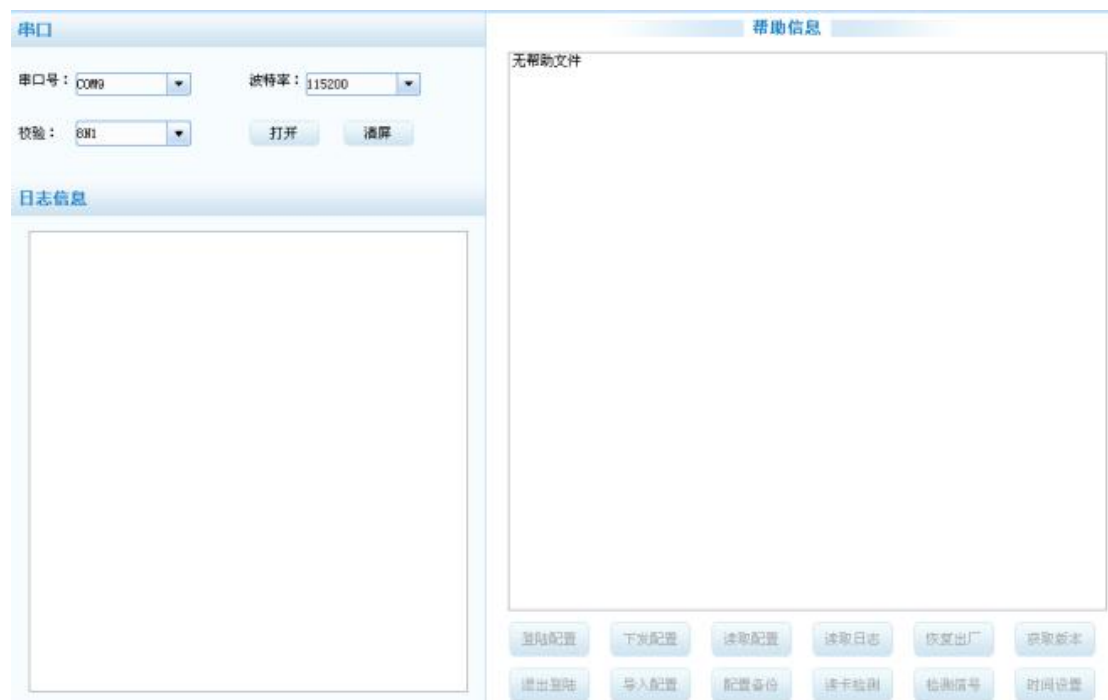 串口
串口号： COM9 波特率： 115200
校验： 8N1 打开 清屏
日志信息
帮助信息
无帮助文件
登陆配置 下发配置 读取配置 读取日志 恢复出厂 获取版本
退出登陆 导入配置 配置备份 读卡检测 检测信号 时间设置